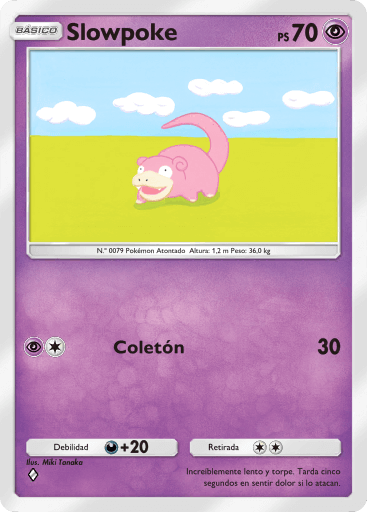 BÁSICO Slowpoke PS 70
N.º 0079 Pokémon Atontado Altura: 1,2 m Peso: 36,0 kg
Coletón 30
Debilidad +20 Retirada
Ilus. Miki Tanaka
Increíblemente lento y torpe. Tarda cinco
segundos en sentir dolor si lo atacan.